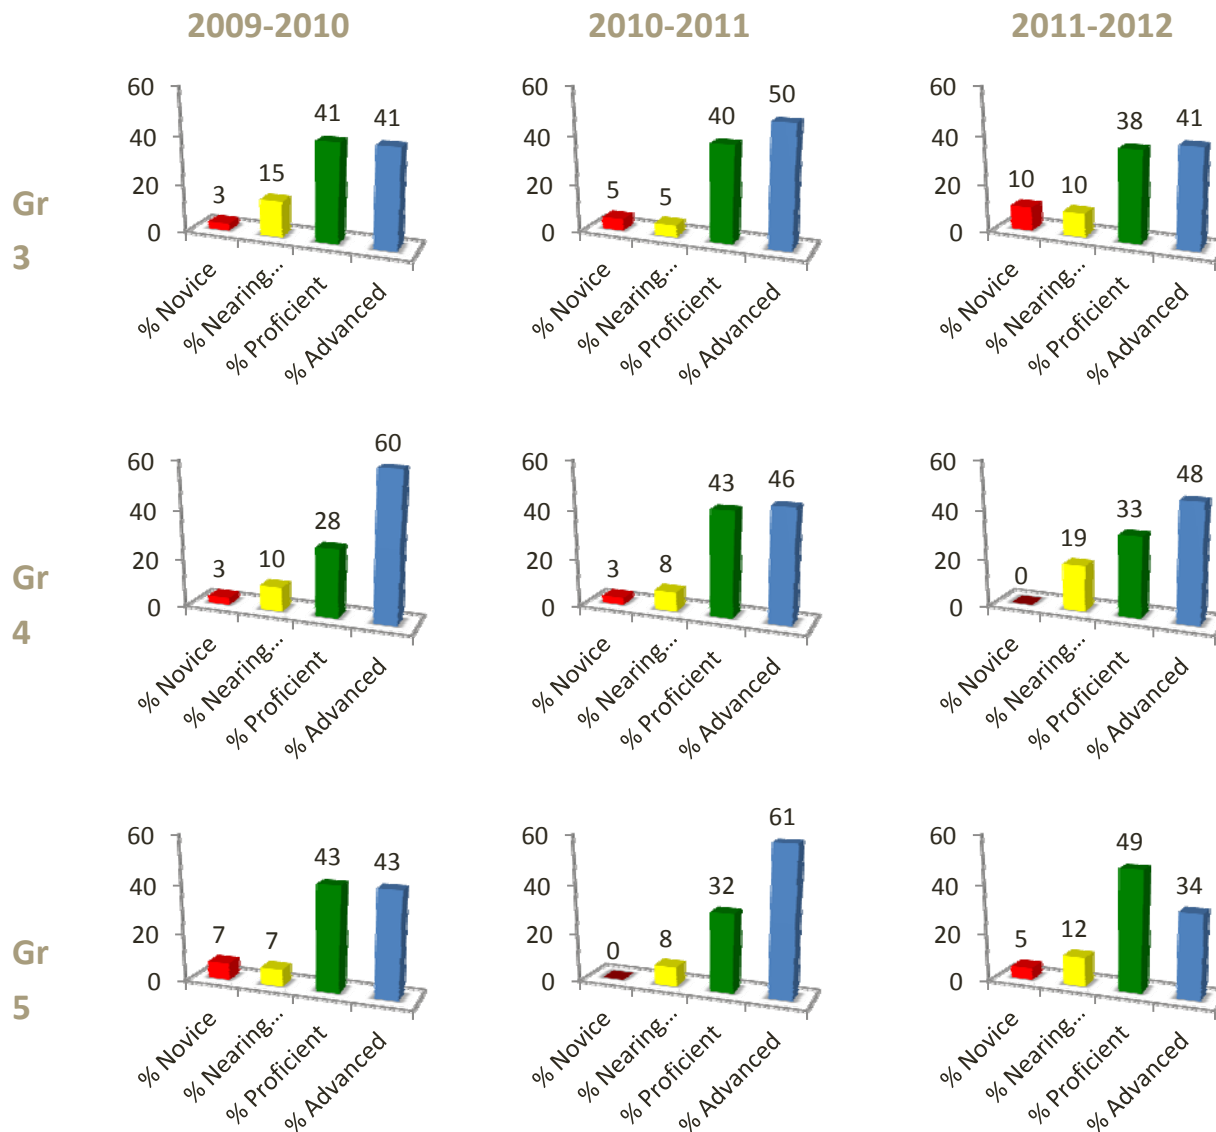 2009-2010 2010-2011 2011-2012
Gr
3
60
40
20
0
3
15
41
41
% Novice
% Nearing...
% Proficient
% Advanced
60
40
20
0
5
5
40
50
% Novice
% Nearing...
% Proficient
% Advanced
60
40
20
0
10
10
38
41
% Novice
% Nearing...
% Proficient
% Advanced
Gr
4
60
40
20
0
3
10
28
60
% Novice
% Nearing...
% Proficient
% Advanced
60
40
20
0
3
8
43
46
% Novice
% Nearing...
% Proficient
% Advanced
60
40
20
0
0
19
33
48
% Novice
% Nearing...
% Proficient
% Advanced
Gr
5
60
40
20
0
7
7
43
43
% Novice
% Nearing...
% Proficient
% Advanced
60
40
20
0
0
8
32
61
% Novice
% Nearing...
% Proficient
% Advanced
60
40
20
0
5
12
49
34
% Novice
% Nearing...
% Proficient
% Advanced